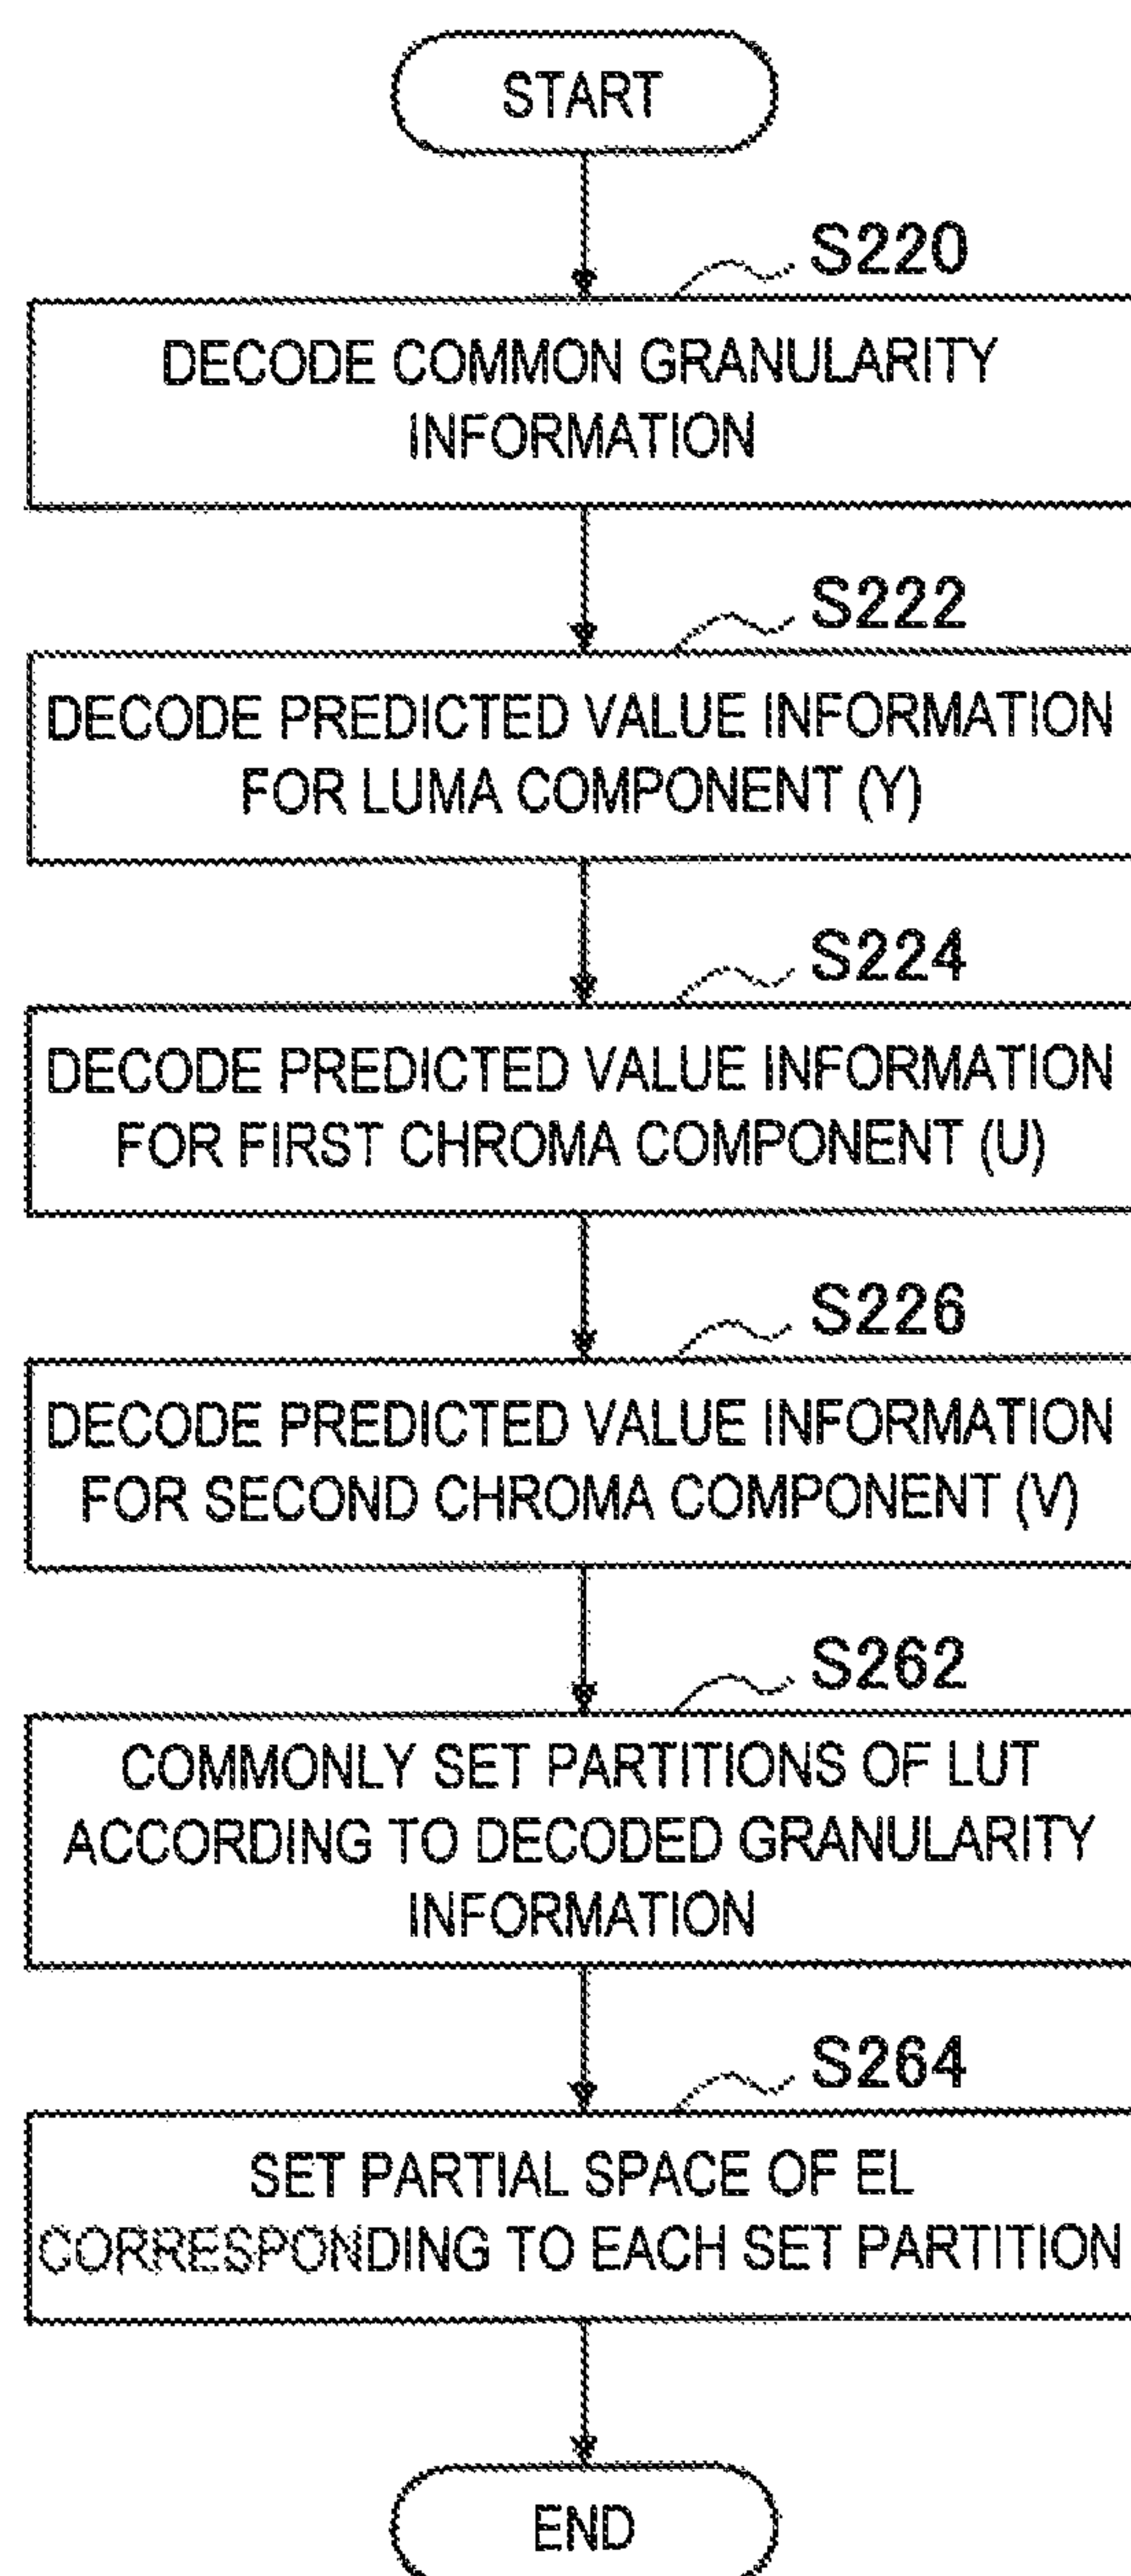 START
S220
DECODE COMMON GRANULARITY
INFORMATION
S222
DECODE PREDICTED VALUE INFORMATION
FOR LUMA COMPONENT (Y)
S224
DECODE PREDICTED VALUE INFORMATION
FOR FIRST CHROMA COMPONENT (U)
S226
DECODE PREDICTED VALUE INFORMATION
FOR SECOND CHROMA COMPONENT (V)
S262
COMMONLY SET PARTITIONS OF LUT
ACCORDING TO DECODED GRANULARITY
INFORMATION
S264
SET PARTIAL SPACE OF EL
CORRESPONDING TO EACH SET PARTITION
END